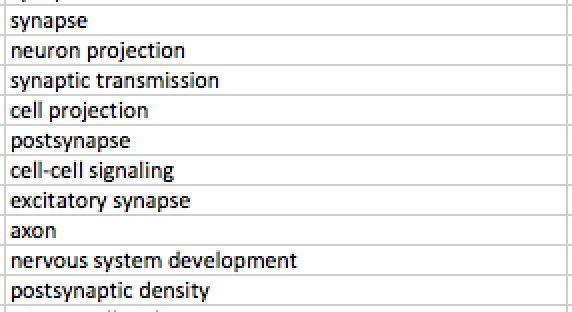 synapse
neuron projection
synaptic transmission
cell projection
postsynapse
cell-cell signaling
excitatory synapse
axon
nervous system development
postsynaptic density